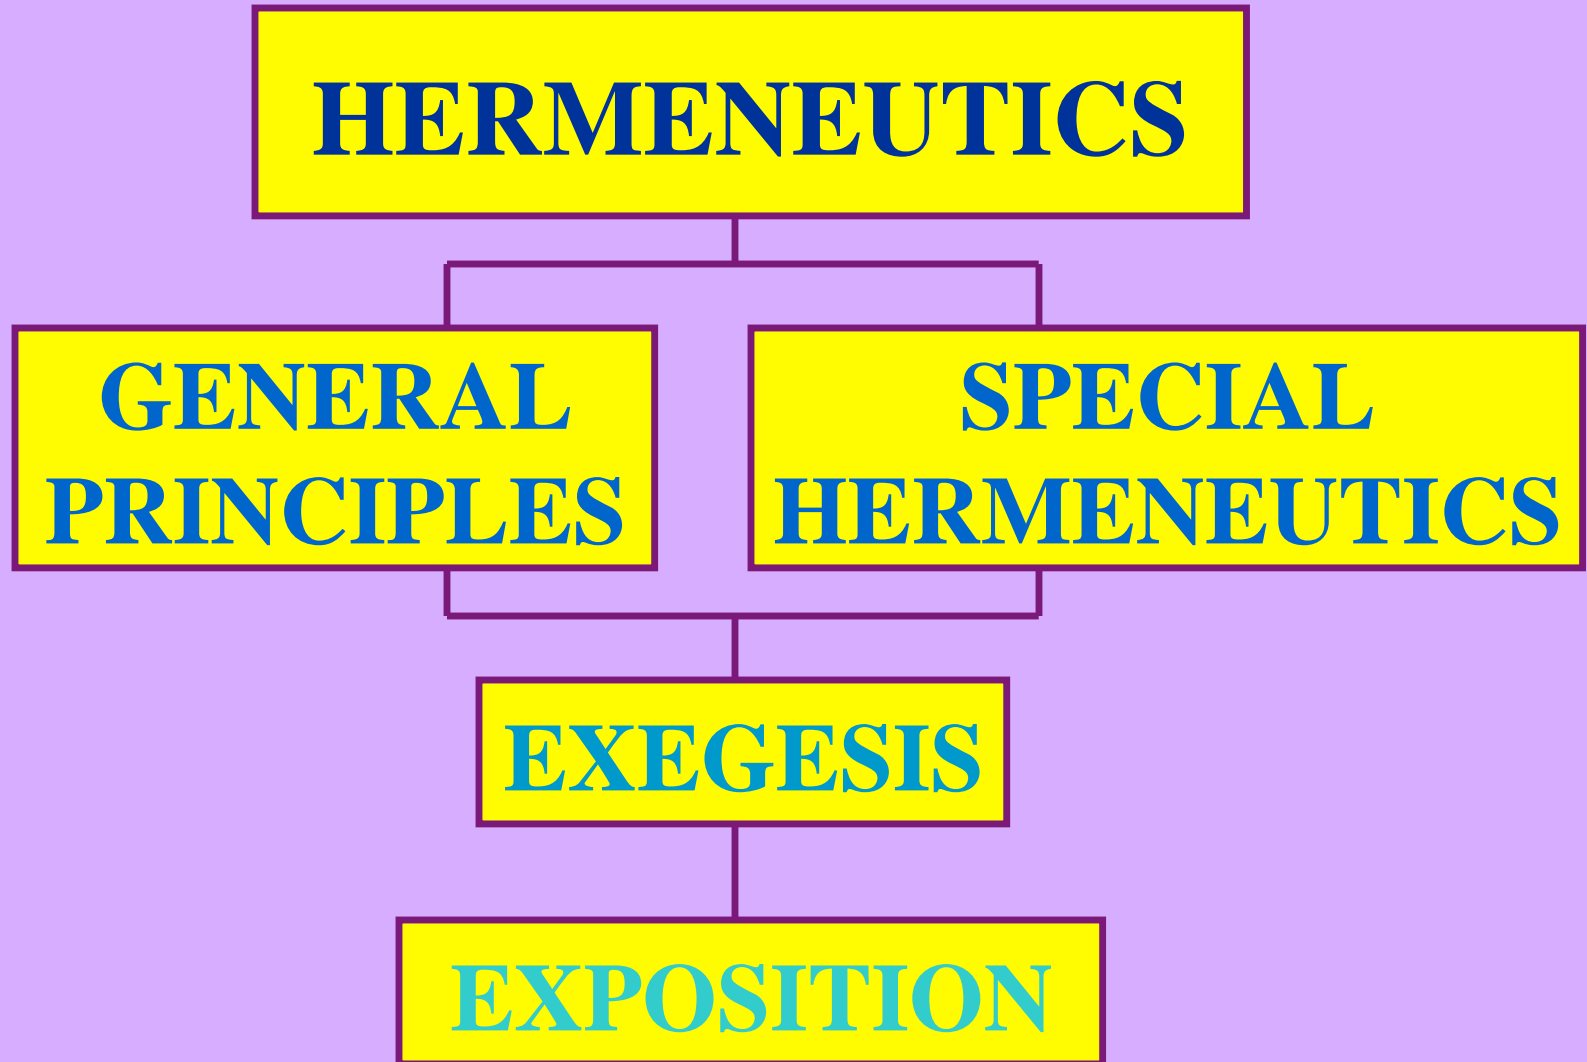 HERMENEUTICS
GENERAL
PRINCIPLES
SPECIAL
HERMENEUTICS
EXEGESIS
EXPOSITION